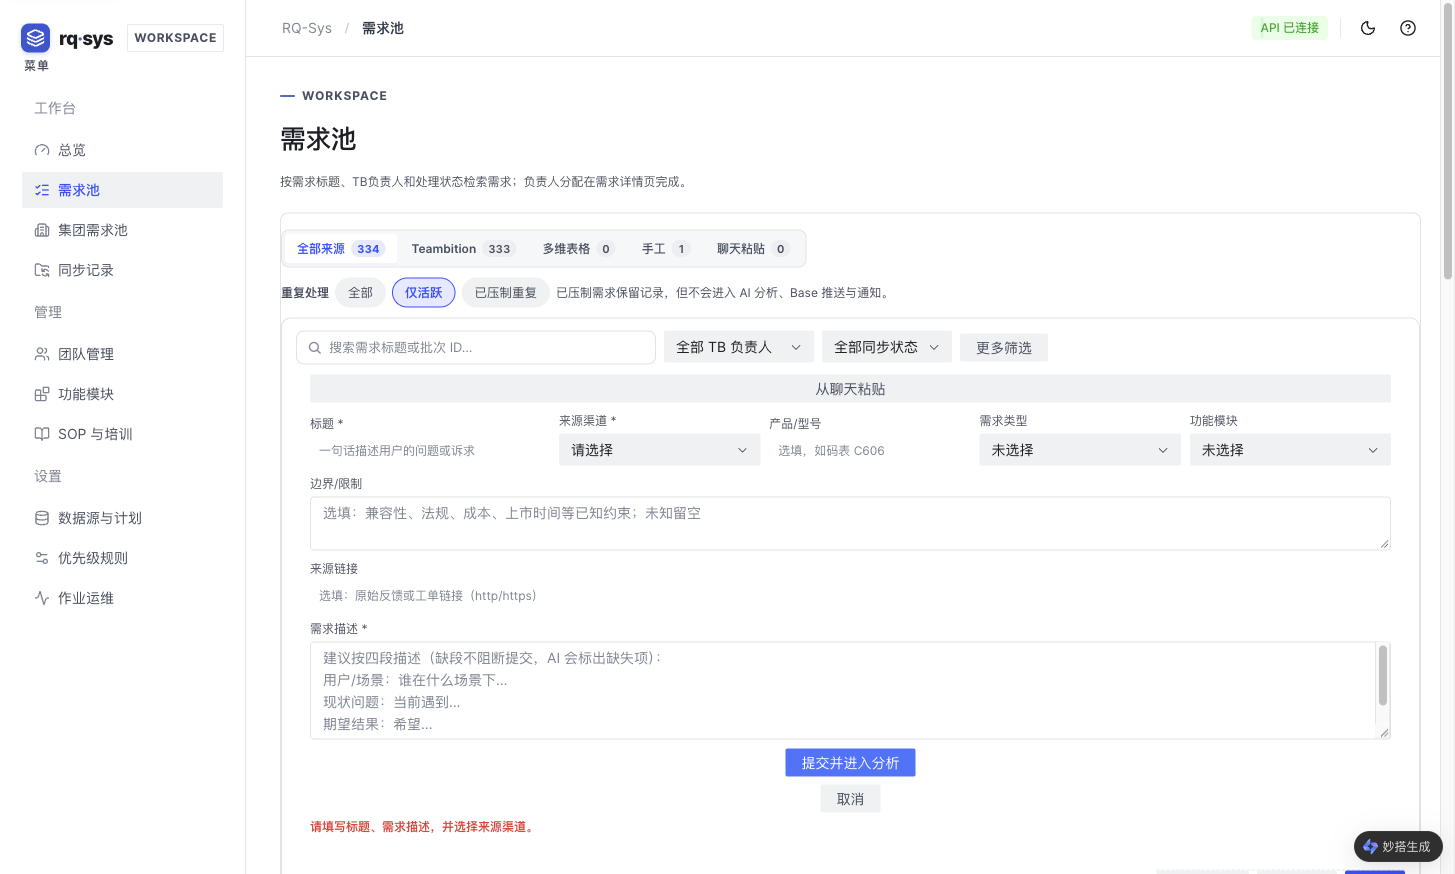 rq·sys WORKSPACE
菜单
工作台
总览
需求池
集团需求池
同步记录
管理
团队管理
功能模块
SOP 与培训
设置
数据源与计划
优先级规则
作业运维
RQ-Sys / 需求池
API 已连接
WORKSPACE
需求池
按需求标题、TB负责人和处理状态检索需求；负责人分配在需求详情页完成。
全部来源 334 Teambition 333 多维表格 0 手工 1 聊天粘贴 0
重复处理 全部 仅活跃 已压制重复 已压制需求保留记录，但不会进入 AI 分析、Base 推送与通知。
搜索需求标题或批次 ID... 全部 TB 负责人 全部同步状态 更多筛选
从聊天粘贴
标题 * 来源渠道 * 产品/型号 需求类型 功能模块
一句话描述用户的问题或诉求 请选择 选填，如码表 C606 未选择 未选择
边界/限制
选填：兼容性、法规、成本、上市时间等已知约束；未知留空
来源链接
选填：原始反馈或工单链接（http/https）
需求描述 *
建议按四段描述（缺段不阻断提交，AI 会标出缺失项）：
用户/场景：谁在什么场景下...
现状问题：当前遇到...
期望结果：希望...
提交并进入分析
取消
请填写标题、需求描述，并选择来源渠道。
妙搭生成